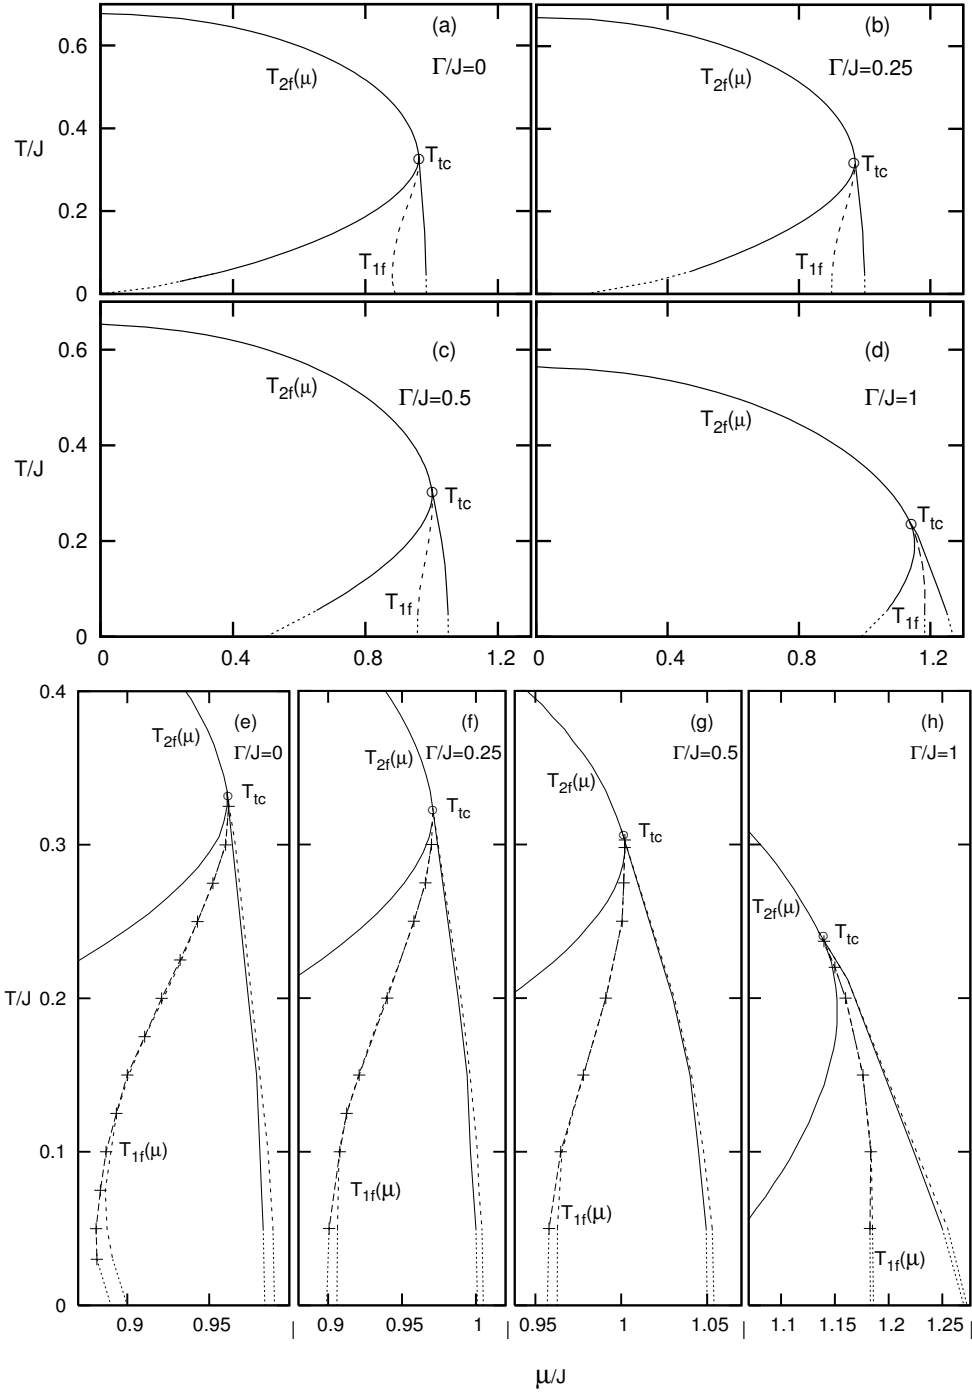 (a)
Γ/J=0
T2f(μ)
Ttc
T1f
T/J
0.6
0.4
0.2
0
(b)
Γ/J=0.25
T2f(μ)
Ttc
T1f
(c)
Γ/J=0.5
T2f(μ)
Ttc
T1f
T/J
0.6
0.4
0.2
0
0 0.4 0.8 1.2
(d)
Γ/J=1
T2f(μ)
Ttc
T1f
0 0.4 0.8 1.2
0.4
0.3
T/J 0.2
0.1
0
(e)
Γ/J=0
T2f(μ)
Ttc
T1f(μ)
0.9 0.95
(f)
Γ/J=0.25
T2f(μ)
Ttc
T1f(μ)
0.9 0.95 1
(g)
Γ/J=0.5
T2f(μ)
Ttc
T1f(μ)
0.95 1 1.05
(h)
Γ/J=1
T2f(μ)
Ttc
T1f(μ)
1.1 1.15 1.2 1.25
μ/J